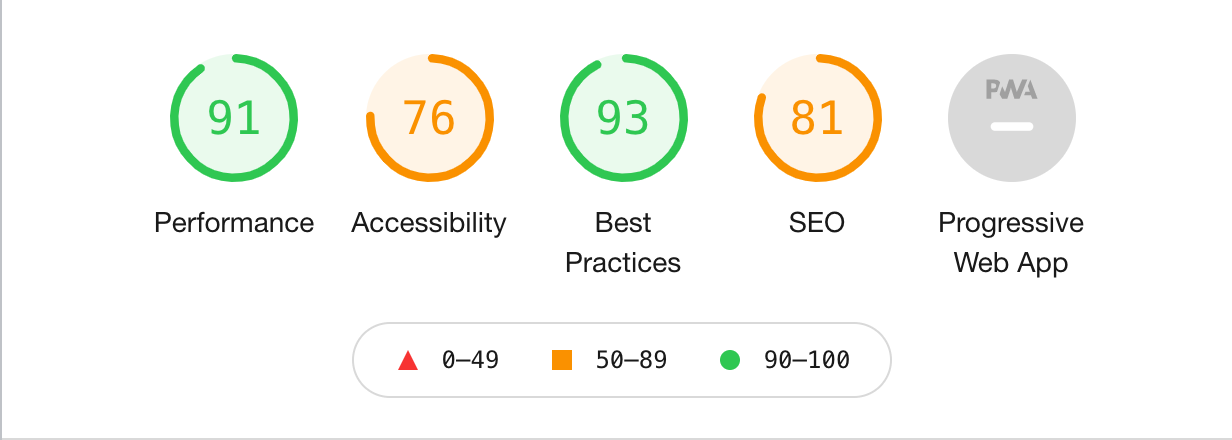 91 76 93 81 PWA
Performance Accessibility Best SEO Progressive
Practices Web App
0–49 50–89 90–100